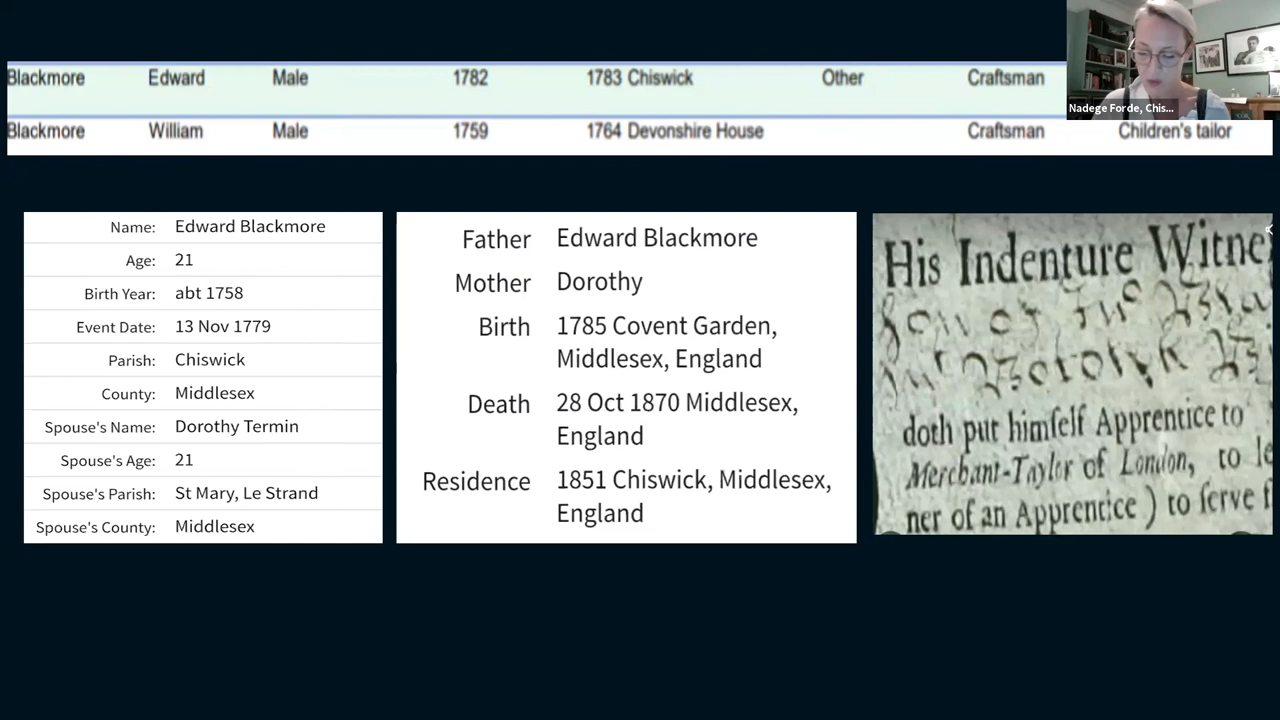 Blackmore Edward Male 1782 1783 Chiswick Other Craftsman
Blackmore William Male 1759 1764 Devonshire House Craftsman Children's tailor
Nadege Forde, Chis...
Name: Edward Blackmore
Age: 21
Birth Year: abt 1758
Event Date: 13 Nov 1779
Parish: Chiswick
County: Middlesex
Spouse's Name: Dorothy Termin
Spouse's Age: 21
Spouse's Parish: St Mary, Le Strand
Spouse's County: Middlesex
Father Edward Blackmore
Mother Dorothy
Birth 1785 Covent Garden,
Middlesex, England
Death 28 Oct 1870 Middlesex,
England
Residence 1851 Chiswick, Middlesex,
England
His Indenture Witne
doth put himſelf Apprentice to
Merchant-Taylor of London, to le
ner of an Apprentice ) to ſerve f